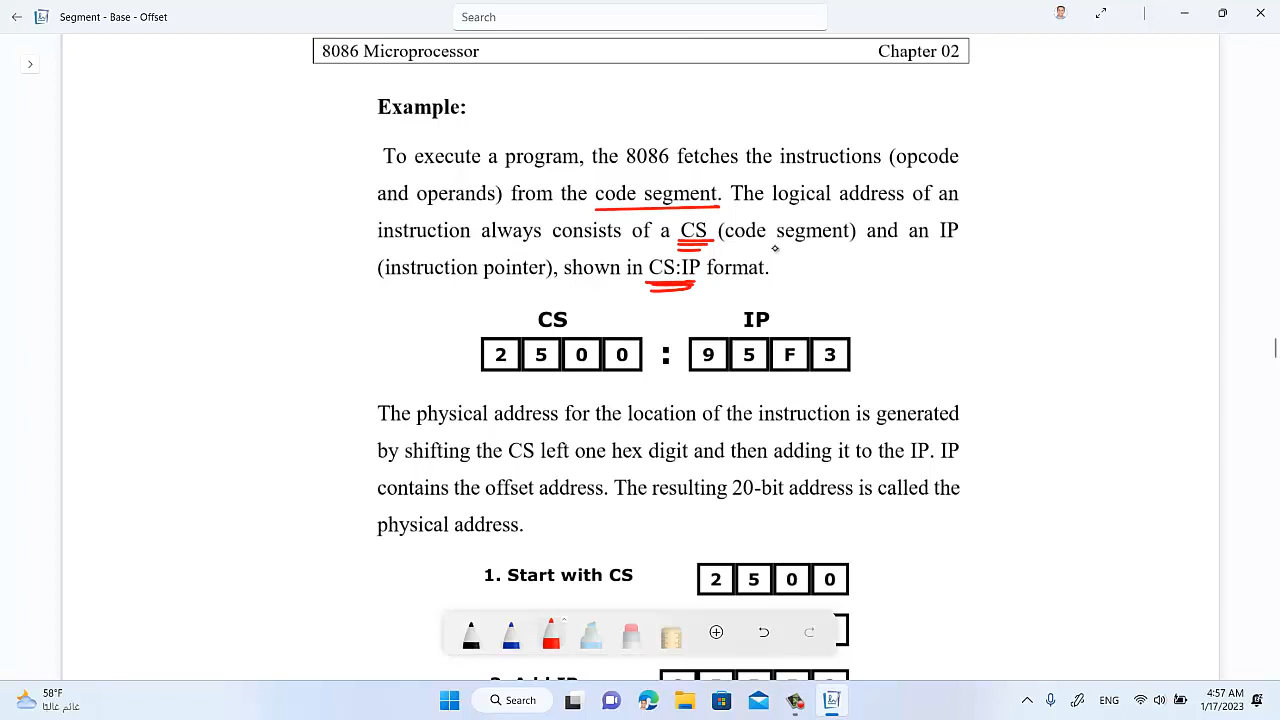 Segment - Base - Offset
Search
8086 Microprocessor
Chapter 02
Example:
To execute a program, the 8086 fetches the instructions (opcode
and operands) from the code segment. The logical address of an
instruction always consists of a CS (code segment) and an IP
(instruction pointer), shown in CS:IP format.
CS IP
2 5 0 0 : 9 5 F 3
The physical address for the location of the instruction is generated
by shifting the CS left one hex digit and then adding it to the IP. IP
contains the offset address. The resulting 20-bit address is called the
physical address.
1. Start with CS 2 5 0 0
58°F
غائم غالبًا
Search
ENG
4:57 AM
1/17/2023